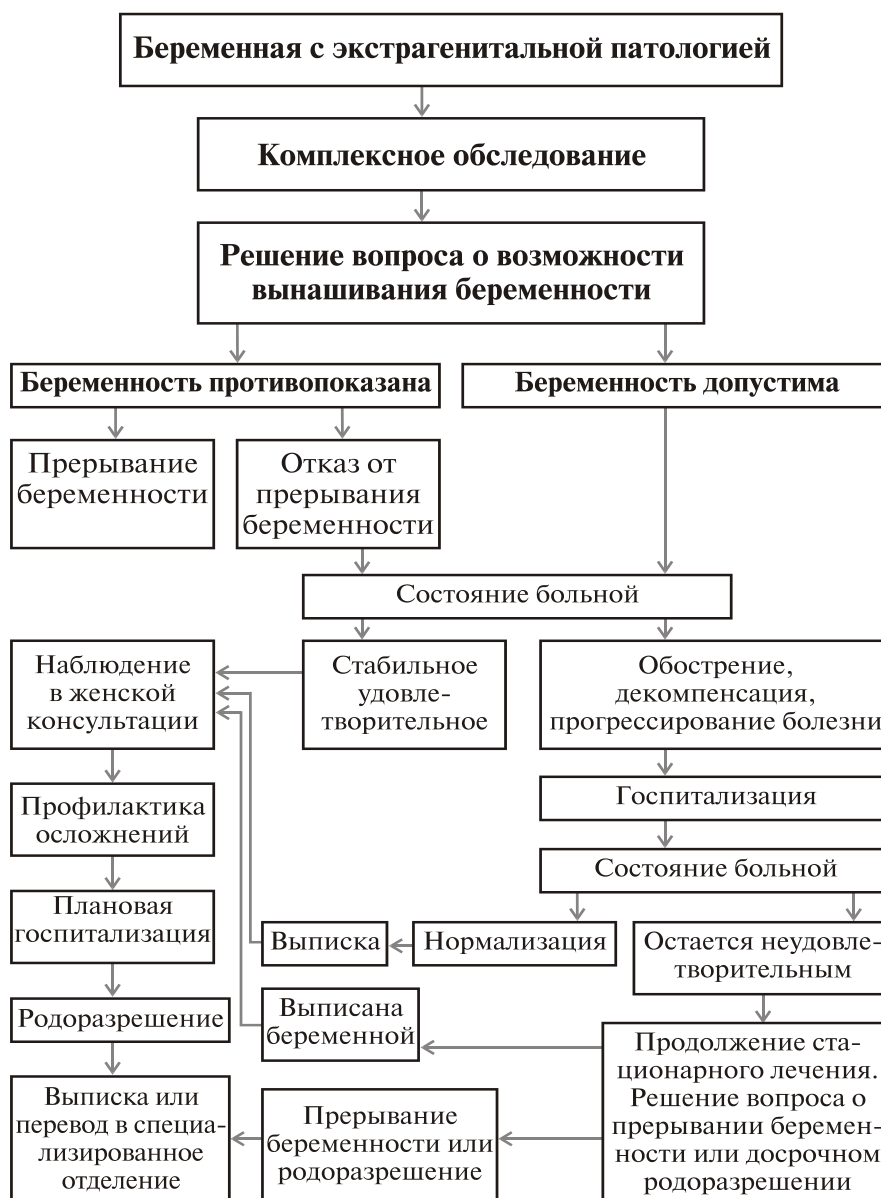 Беременная с экстрагенитальной патологией
Комплексное обследование
Решение вопроса о возможности
вынашивания беременности
Беременность противопоказана
Беременность допустима
Прерывание
беременности
Отказ от
прерывания
беременности
Состояние больной
Наблюдение
в женской
консультации
Стабильное
удовле-
творительное
Обострение,
декомпенсация,
прогрессирование болезни
Профилактика
осложнений
Госпитализация
Состояние больной
Плановая
госпитализация
Выписка
Нормализация
Остается неудовле-
творительным
Родоразрешение
Выписана
беременной
Продолжение ста-
ционарного лечения.
Решение вопроса о
прерывании беремен-
ности или досрочном
родоразрешении
Выписка или
перевод в специа-
лизированное
отделение
Прерывание
беременности или
родоразрешение